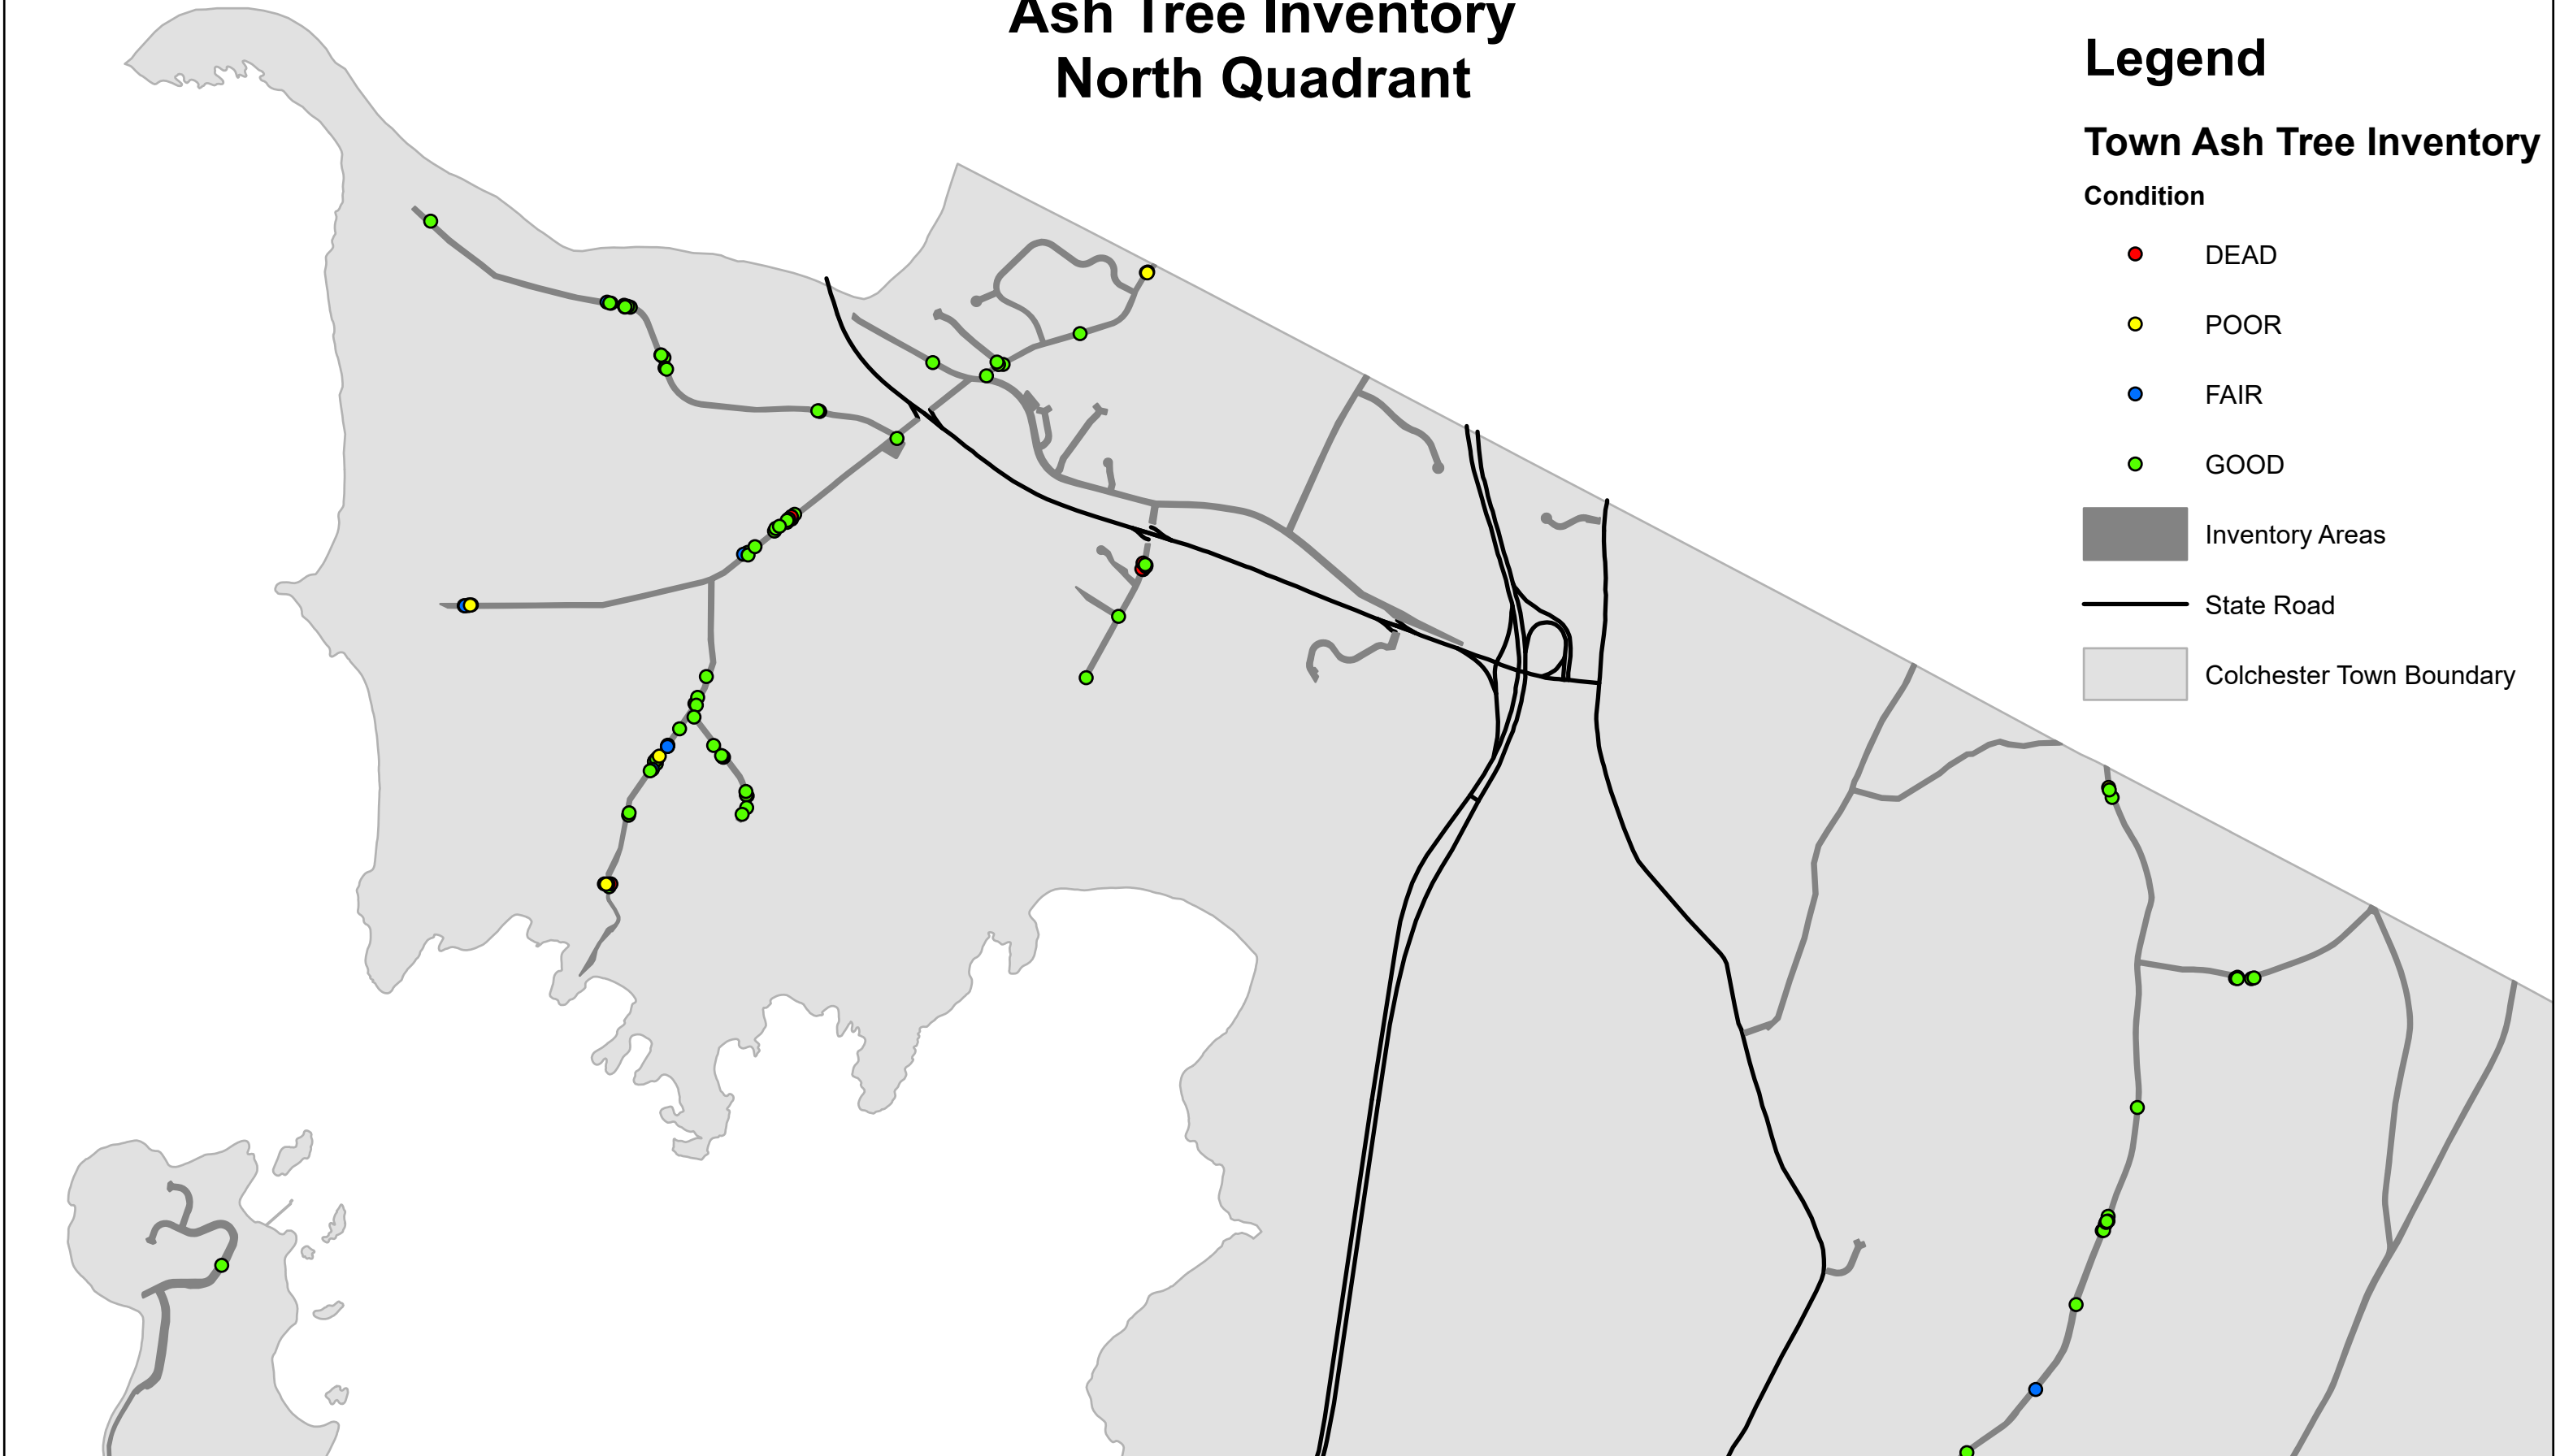 Ash Tree Inventory
North Quadrant
Legend
Town Ash Tree Inventory
Condition
DEAD
POOR
FAIR
GOOD
Inventory Areas
State Road
Colchester Town Boundary